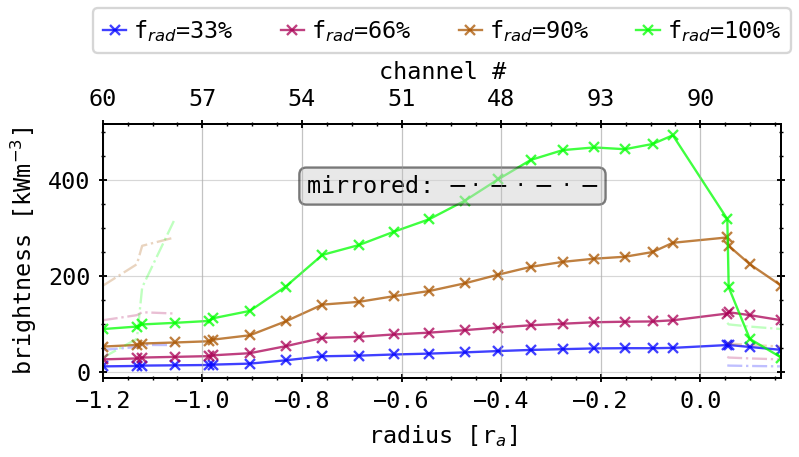 f_rad=33% f_rad=66% f_rad=90% f_rad=100%
channel #
60 57 54 51 48 93 90
mirrored:
400
200
0
brightness [kWm⁻³]
−1.2 −1.0 −0.8 −0.6 −0.4 −0.2 0.0
radius [r_a]